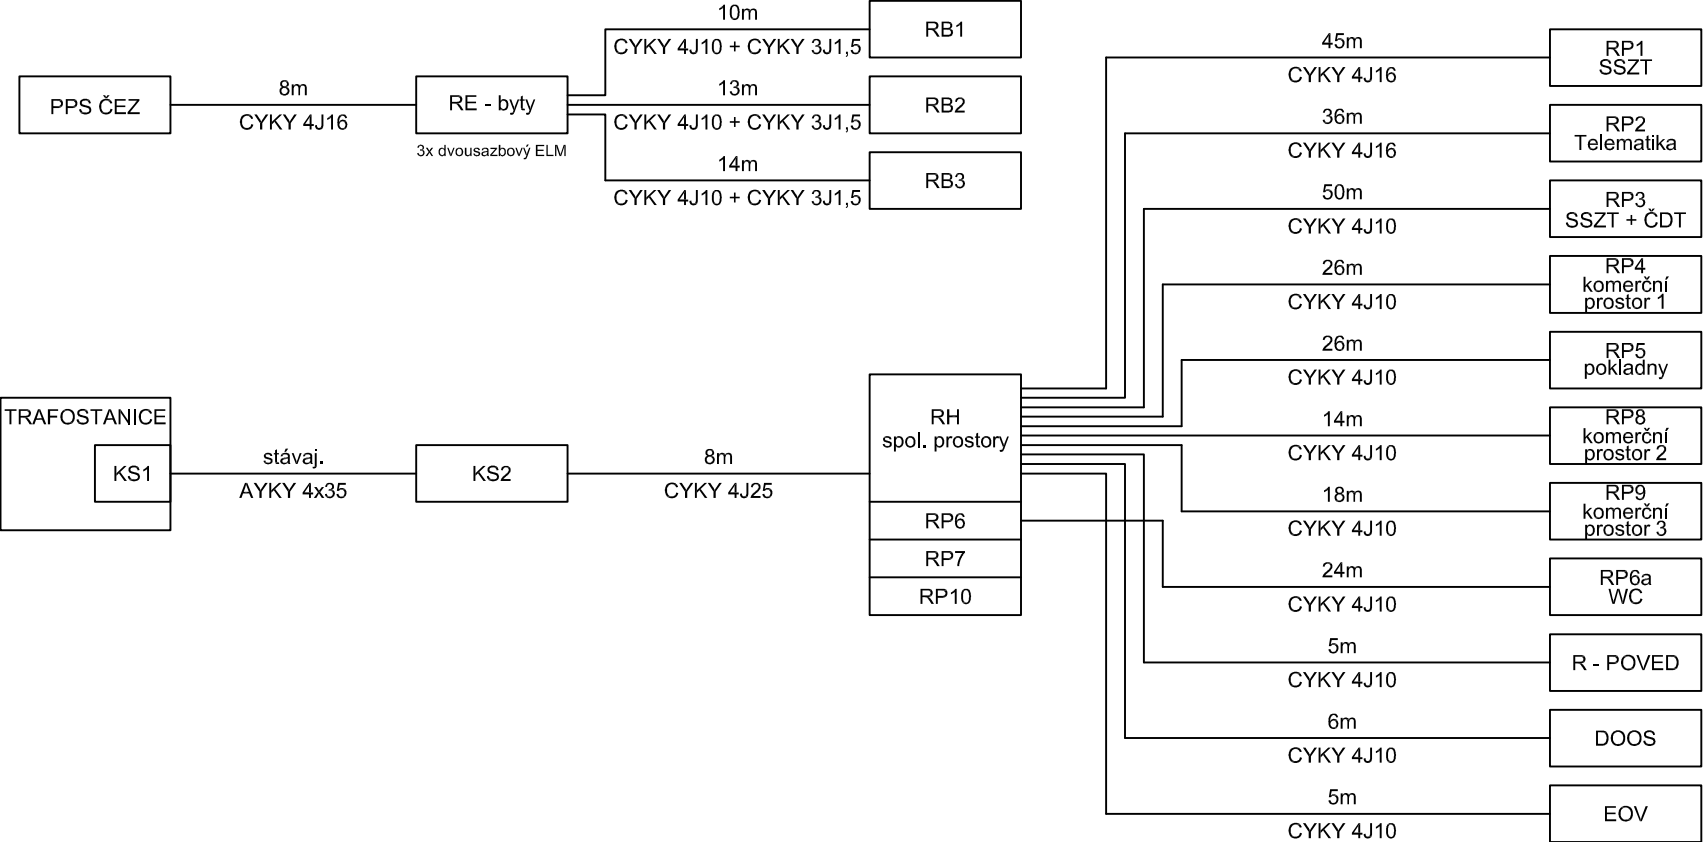 PPS ČEZ
8m
CYKY 4J16
RE - byty
3x dvousazbový ELM
10m
CYKY 4J10 + CYKY 3J1,5
RB1
13m
CYKY 4J10 + CYKY 3J1,5
RB2
14m
CYKY 4J10 + CYKY 3J1,5
RB3
TRAFOSTANICE
KS1
stávaj.
AYKY 4x35
KS2
8m
CYKY 4J25
RH
spol. prostory
RP6
RP7
RP10
45m
CYKY 4J16
RP1
SSZT
36m
CYKY 4J16
RP2
Telematika
50m
CYKY 4J10
RP3
SSZT + ČDT
26m
CYKY 4J10
RP4
komerční
prostor 1
26m
CYKY 4J10
RP5
pokladny
14m
CYKY 4J10
RP8
komerční
prostor 2
18m
CYKY 4J10
RP9
komerční
prostor 3
24m
CYKY 4J10
RP6a
WC
5m
CYKY 4J10
R - POVED
6m
CYKY 4J10
DOOS
5m
CYKY 4J10
EOV